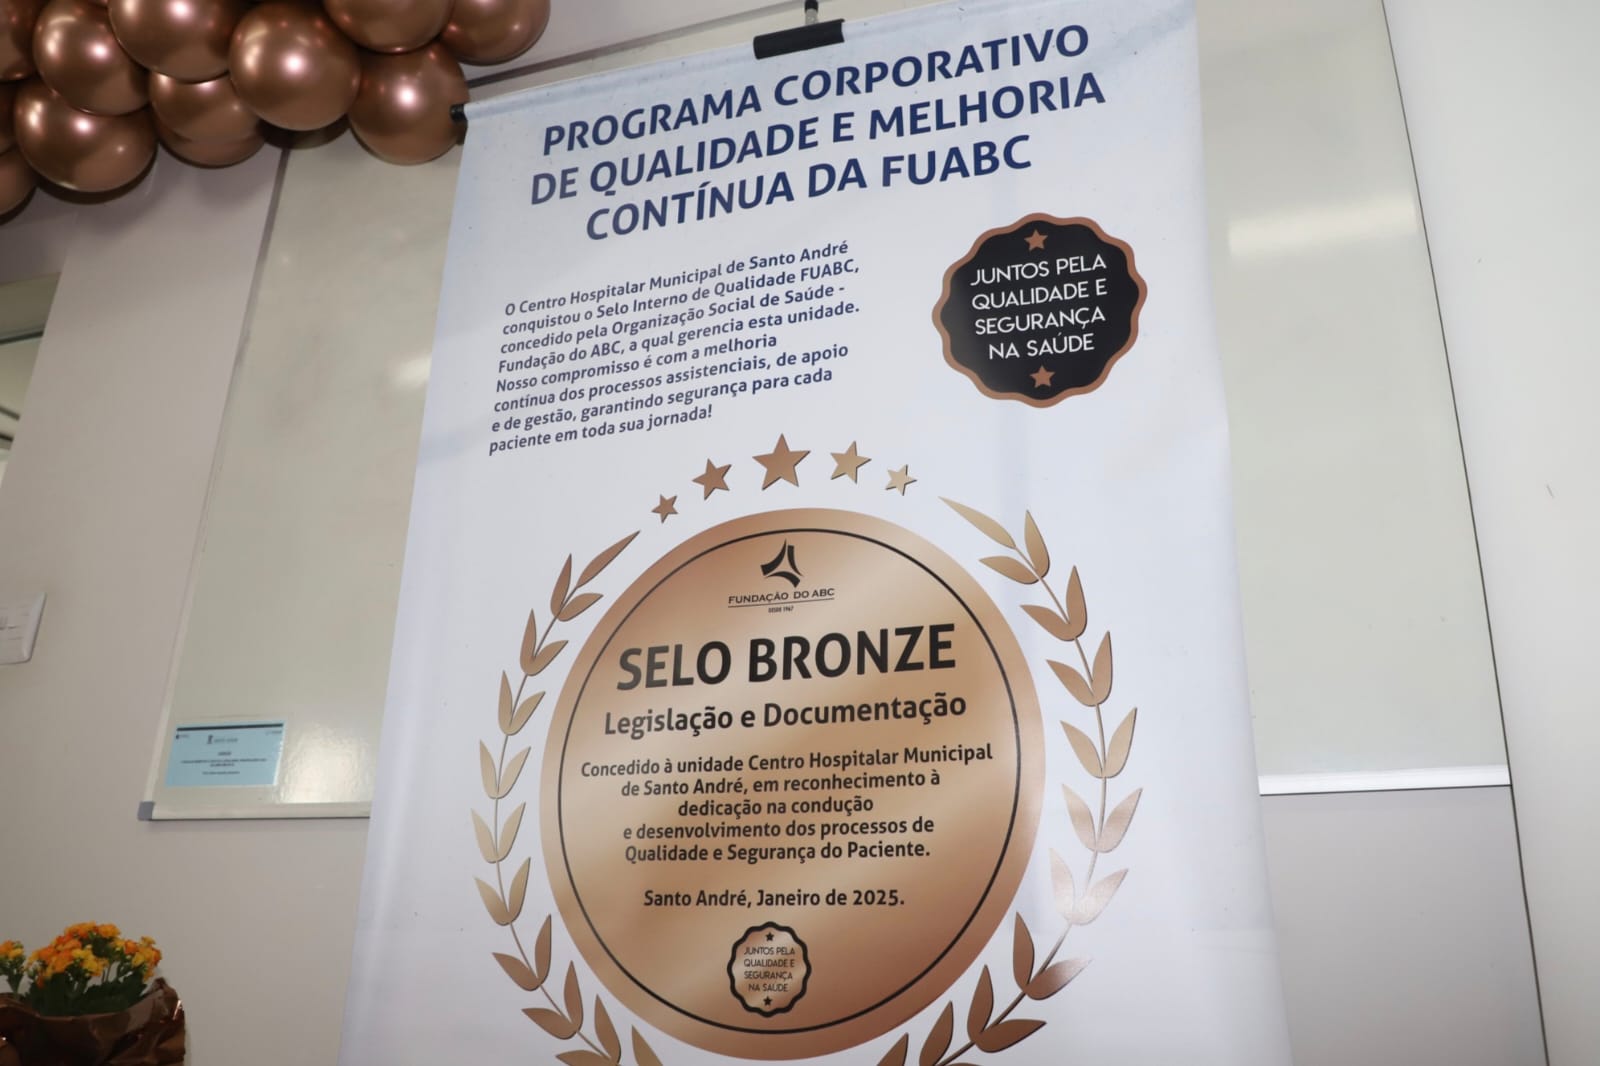 PROGRAMA CORPORATIVO
DE QUALIDADE E MELHORIA
CONTÍNUA DA FUABC
O Centro Hospitalar Municipal de Santo André
conquistou o Selo Interno de Qualidade FUABC,
concedido pela Organização Social de Saúde -
Fundação do ABC, a qual gerencia esta unidade.
Nosso compromisso é com a melhoria
contínua dos processos assistenciais, de apoio
e de gestão, garantindo segurança para cada
paciente em toda sua jornada!
JUNTOS PELA
QUALIDADE E
SEGURANÇA
NA SAÚDE
FUNDAÇÃO DO ABC
DESDE 1967
SELO BRONZE
Legislação e Documentação
Concedido à unidade Centro Hospitalar Municipal
de Santo André, em reconhecimento à
dedicação na condução
e desenvolvimento dos processos de
Qualidade e Segurança do Paciente.
Santo André, Janeiro de 2025.
JUNTOS PELA
QUALIDADE E
SEGURANÇA
NA SAÚDE